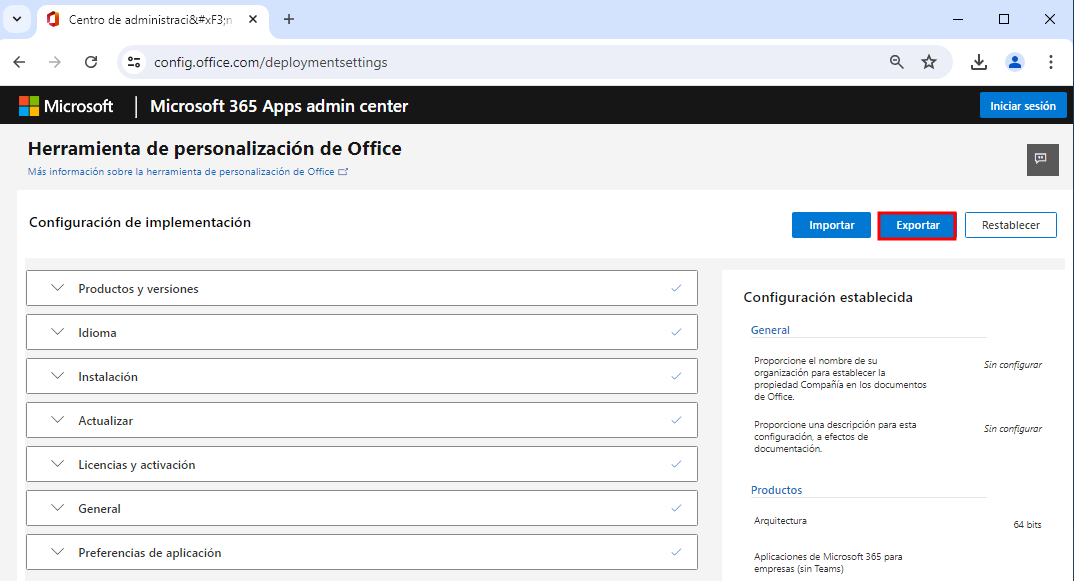 Centro de administraci&#xF3;n
config.office.com/deploymentsettings
Microsoft
Microsoft 365 Apps admin center
Iniciar sesión
Herramienta de personalización de Office
Más información sobre la herramienta de personalización de Office
Configuración de implementación
Importar
Exportar
Restablecer
Productos y versiones
Idioma
Instalación
Actualizar
Licencias y activación
General
Preferencias de aplicación
Configuración establecida
General
Proporcione el nombre de su
organización para establecer la
propiedad Compañía en los documentos
de Office.
Sin configurar
Proporcione una descripción para esta
configuración, a efectos de
documentación.
Sin configurar
Productos
Arquitectura
64 bits
Aplicaciones de Microsoft 365 para
empresas (sin Teams)